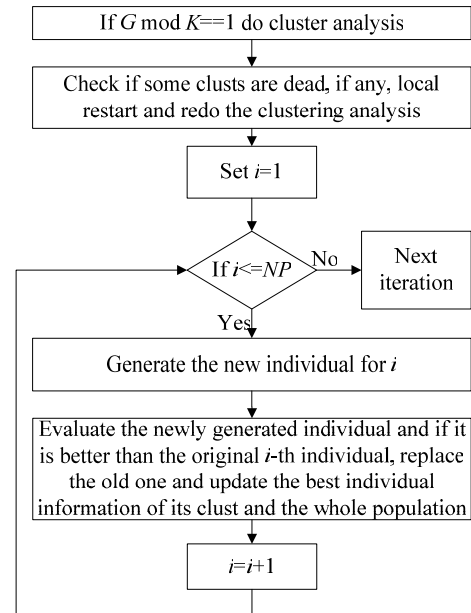 If G mod K==1 do cluster analysis
Check if some clusts are dead, if any, local
restart and redo the clustering analysis
Set i=1
If i<=NP
No
Next
iteration
Yes
Generate the new individual for i
Evaluate the newly generated individual and if it
is better than the original i-th individual, replace
the old one and update the best individual
information of its clust and the whole population
i=i+1